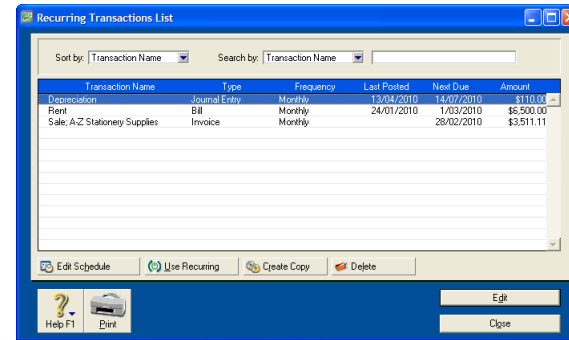 Recurring Transactions List
Sort by: Transaction Name Search by: Transaction Name
Transaction Name Type Frequency Last Posted Next Due Amount
Depreciation Journal Entry Monthly 13/04/2010 14/07/2010 $110.00
Rent Bill Monthly 24/01/2010 1/03/2010 $6,500.00
Sale; A-Z Stationery Supplies Invoice Monthly 28/02/2010 $3,511.11
Edit Schedule Use Recurring Create Copy Delete
Edit
Help F1 Print Close